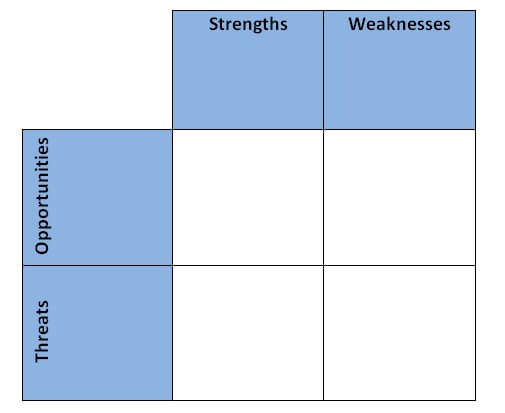 Strengths
Weaknesses
Opportunities
Threats